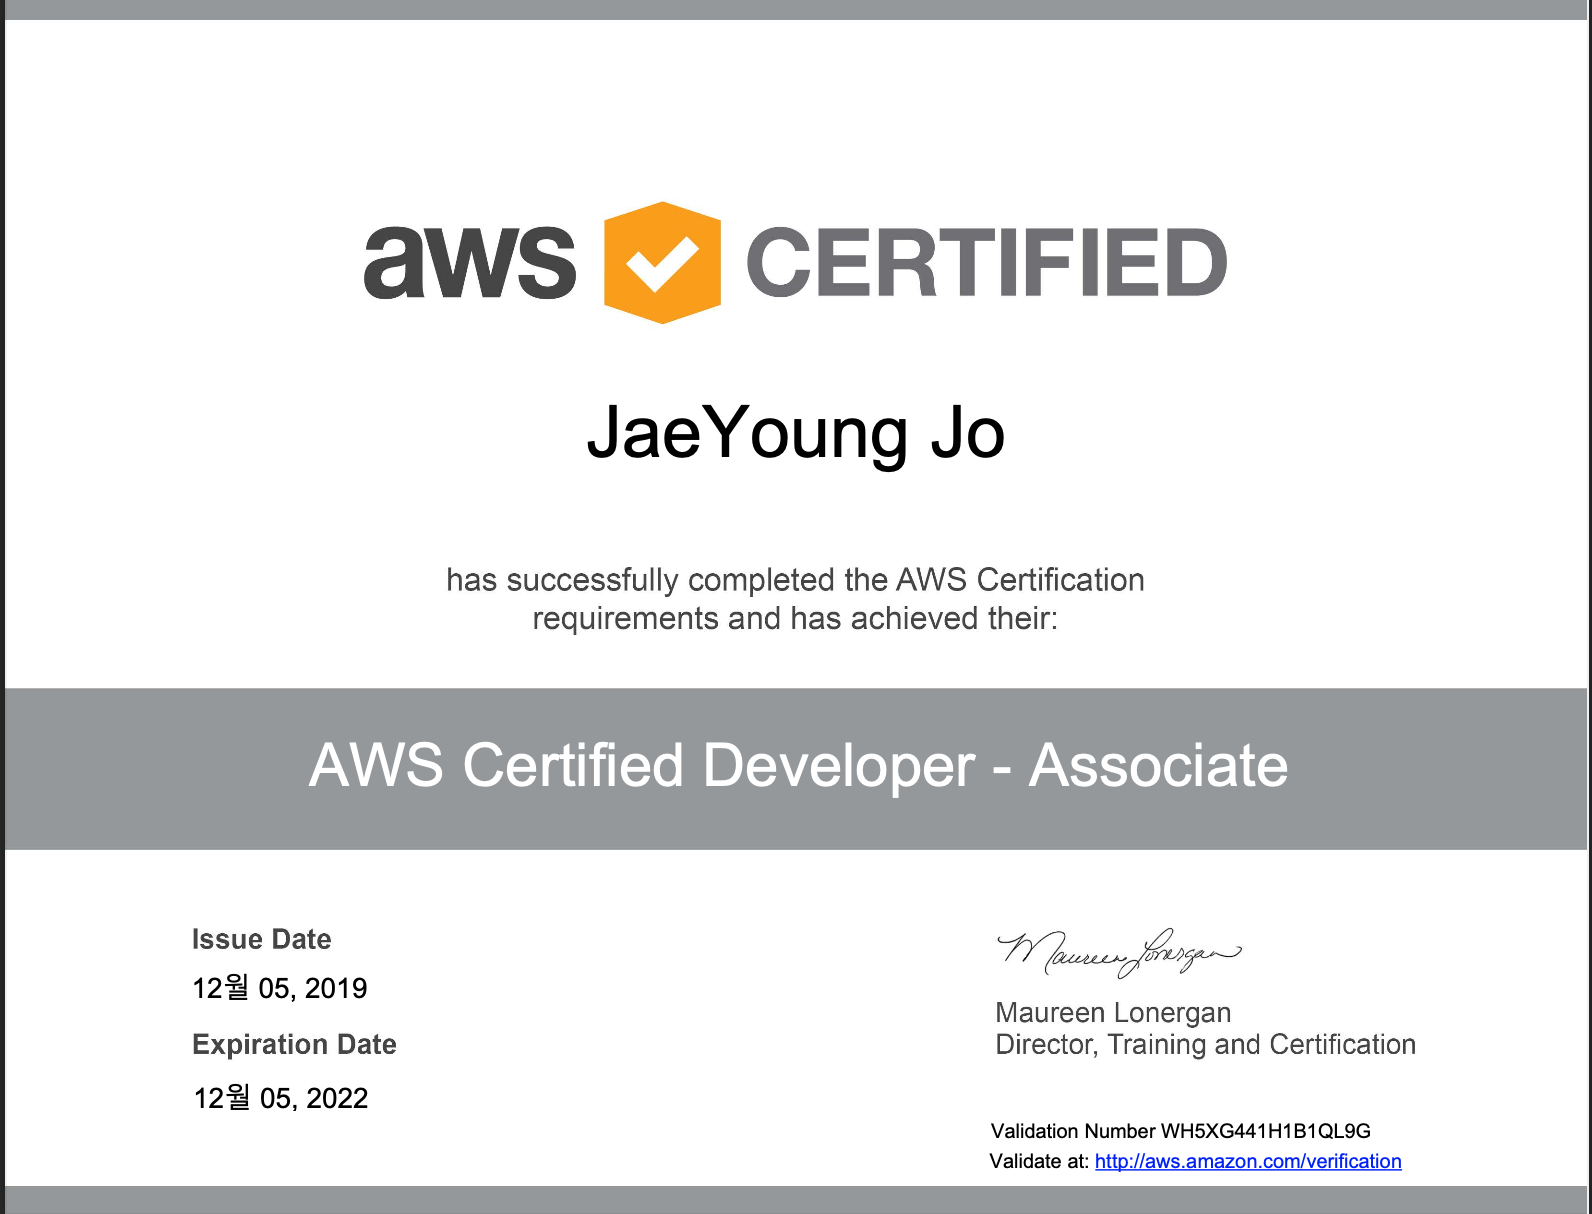 aws CERTIFIED
JaeYoung Jo
has successfully completed the AWS Certification
requirements and has achieved their:
AWS Certified Developer - Associate
Issue Date
12월 05, 2019
Expiration Date
12월 05, 2022
Maureen Lonergan
Maureen Lonergan
Director, Training and Certification
Validation Number WH5XG441H1B1QL9G
Validate at: http://aws.amazon.com/verification